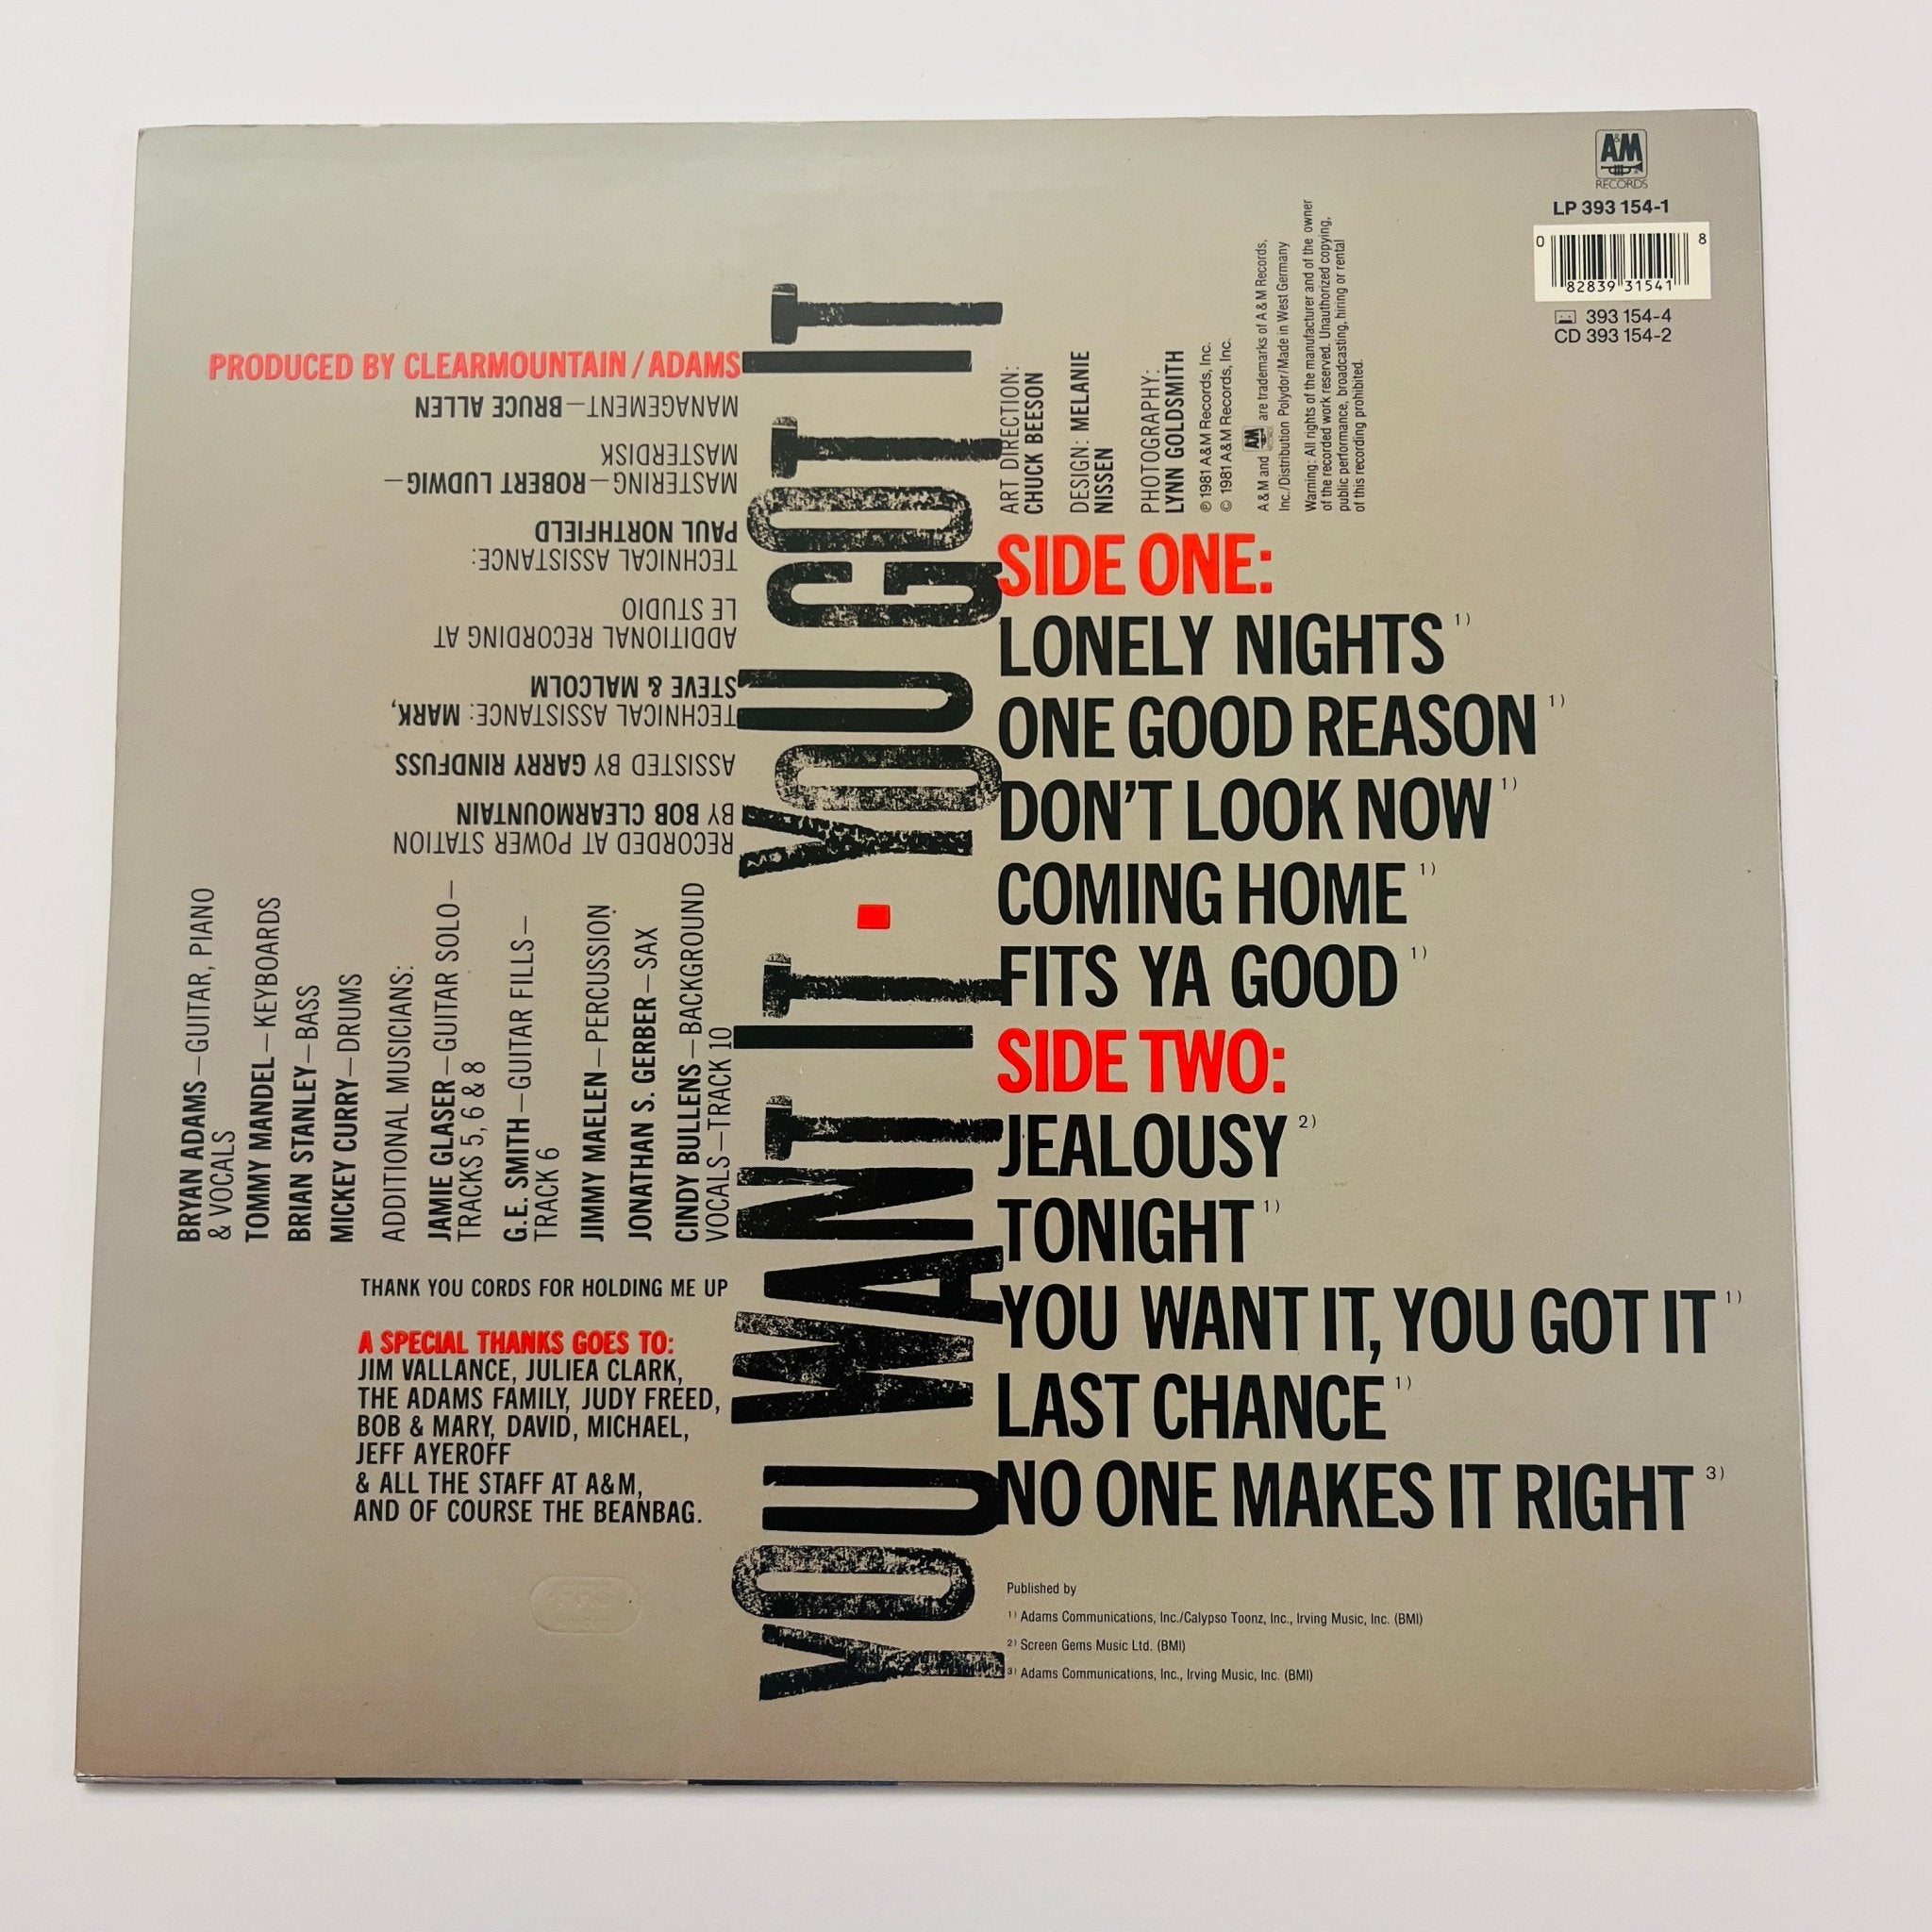 A&M
RECORDS
LP 393 154-1
0 82839 31541 8
393 154-4
CD 393 154-2
PRODUCED BY CLEARMOUNTAIN / ADAMS
MANAGEMENT—BRUCE ALLEN
MASTERING—ROBERT LUDWIG—
MASTERDISK
TECHNICAL ASSISTANCE:
PAUL NORTHFIELD
ADDITIONAL RECORDING AT
LE STUDIO
TECHNICAL ASSISTANCE: MARK,
STEVE & MALCOLM
ASSISTED BY GARRY RINDFUSS
RECORDED AT POWER STATION
BY BOB CLEARMOUNTAIN
BRYAN ADAMS—GUITAR, PIANO
& VOCALS
TOMMY MANDEL—KEYBOARDS
BRIAN STANLEY—BASS
MICKEY CURRY—DRUMS
ADDITIONAL MUSICIANS:
JAMIE GLASER—GUITAR SOLO—
TRACKS 5, 6 & 8
G.E. SMITH—GUITAR FILLS—
TRACK 6
JIMMY MAELEN—PERCUSSION
JONATHAN S. GERBER—SAX
CINDY BULLENS—BACKGROUND
VOCALS—TRACK 10
THANK YOU CORDS FOR HOLDING ME UP
A SPECIAL THANKS GOES TO:
JIM VALLANCE, JULIEA CLARK,
THE ADAMS FAMILY, JUDY FREED,
BOB & MARY, DAVID, MICHAEL,
JEFF AYEROFF
& ALL THE STAFF AT A&M,
AND OF COURSE THE BEANBAG.
YOU WANT IT ▪ YOU GOT IT
ART DIRECTION:
CHUCK BEESON
DESIGN: MELANIE
NISSEN
PHOTOGRAPHY:
LYNN GOLDSMITH
℗ 1981 A&M Records, Inc.
© 1981 A&M Records, Inc.
A & M and A&M RECORDS are trademarks of A & M Records,
Inc./Distribution Polydor/Made in West Germany
Warning: All rights of the manufacturer and of the owner
of the recorded work reserved. Unauthorized copying,
public performance, broadcasting, hiring or rental
of this recording prohibited.
SIDE ONE:
LONELY NIGHTS 1)
ONE GOOD REASON 1)
DON'T LOOK NOW 1)
COMING HOME 1)
FITS YA GOOD 1)
SIDE TWO:
JEALOUSY 2)
TONIGHT 1)
YOU WANT IT, YOU GOT IT 1)
LAST CHANCE 1)
NO ONE MAKES IT RIGHT 3)
Published by
1) Adams Communications, Inc./Calypso Toonz, Inc., Irving Music, Inc. (BMI)
2) Screen Gems Music Ltd. (BMI)
3) Adams Communications, Inc., Irving Music, Inc. (BMI)